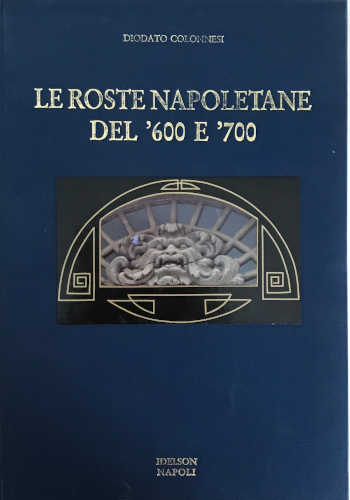 DIODATO COLONNESI
LE ROSTE NAPOLETANE
DEL '600 E '700
IDELSON
NAPOLI